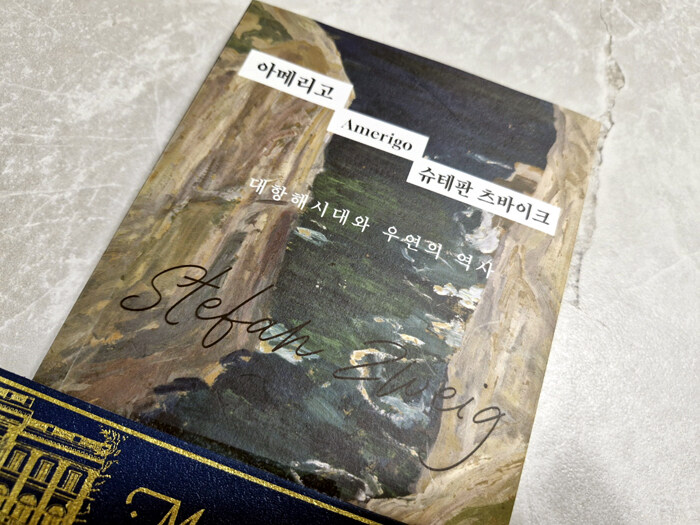 아메리고
Amerigo
슈테판 츠바이크
대항해시대와 우연의 역사
Stefan Zweig
M